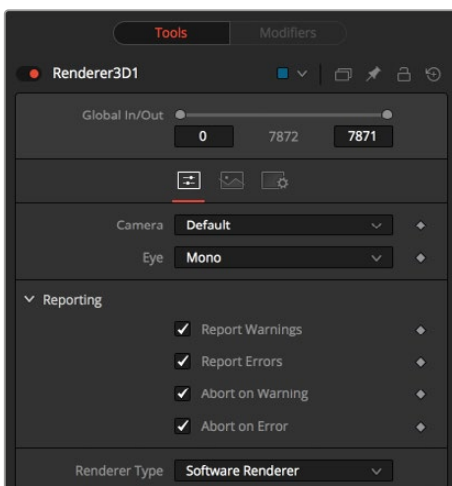 Tools Modifiers
Renderer3D1
Global In/Out
0 7872 7871
Camera Default
Eye Mono
Reporting
Report Warnings
Report Errors
Abort on Warning
Abort on Error
Renderer Type Software Renderer